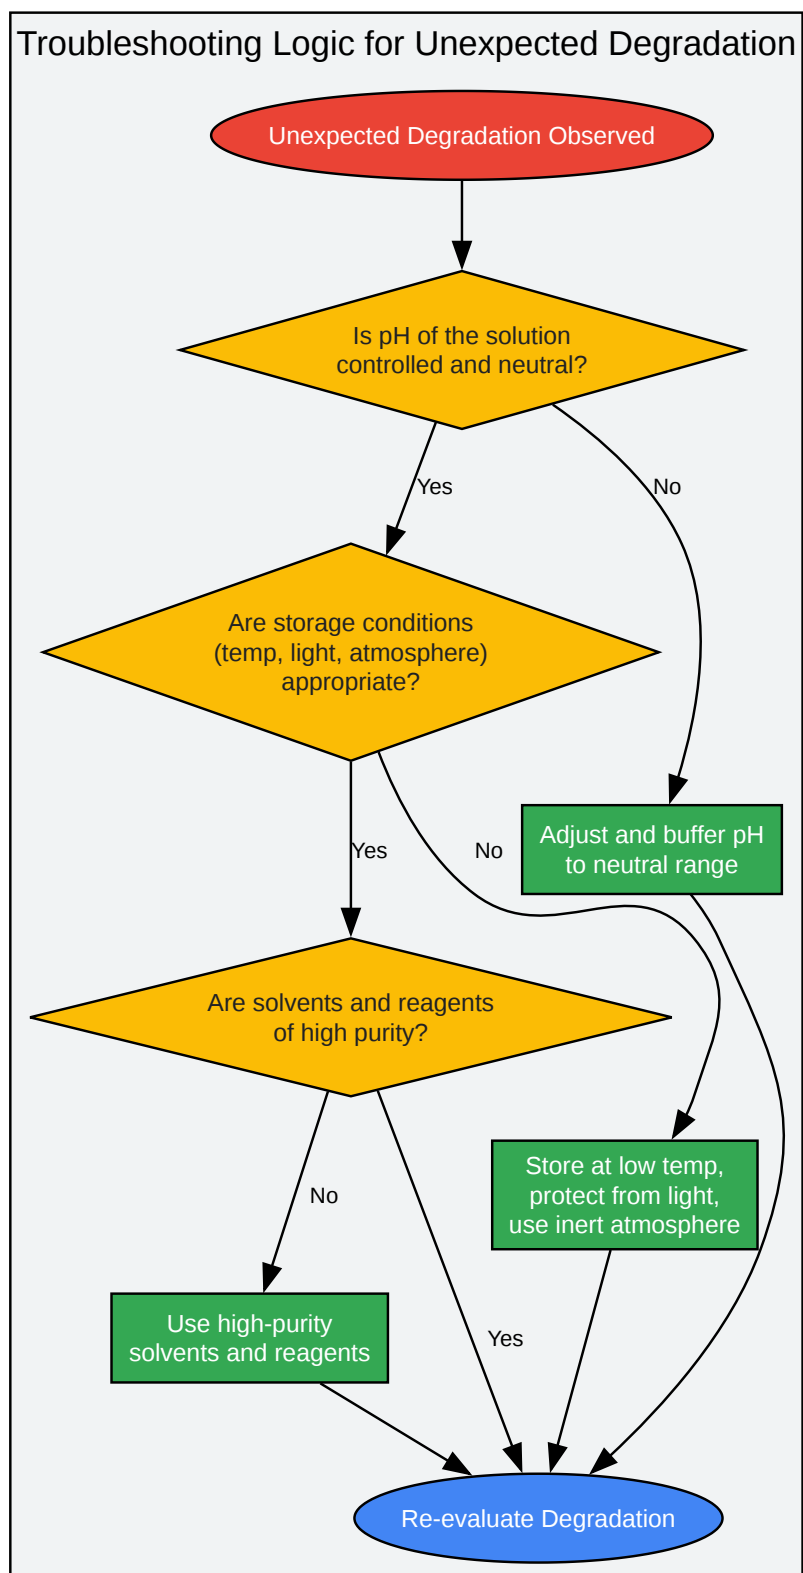 Troubleshooting Logic for Unexpected Degradation
Unexpected Degradation Observed
Is pH of the solution
controlled and neutral?
Yes
No
Are storage conditions
(temp, light, atmosphere)
appropriate?
Adjust and buffer pH
to neutral range
Yes
No
Are solvents and reagents
of high purity?
Store at low temp,
protect from light,
use inert atmosphere
No
Use high-purity
solvents and reagents
Yes
Re-evaluate Degradation